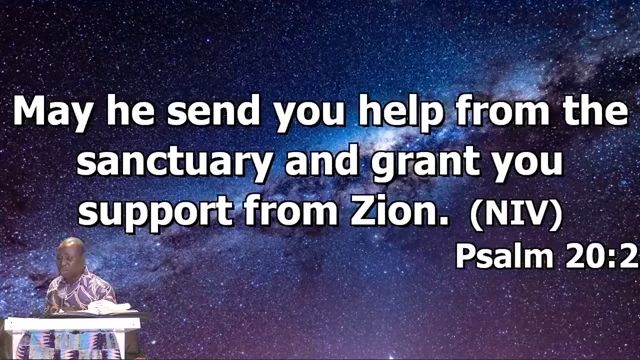 May he send you help from the
sanctuary and grant you
support from Zion. (NIV)
Psalm 20:2